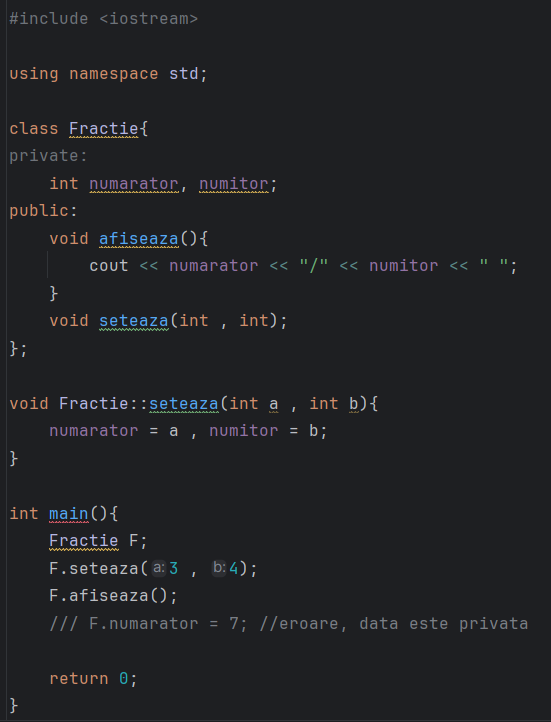 #include <iostream>

using namespace std;

class Fractie{
private:
    int numarator, numitor;
public:
    void afiseaza(){
        cout << numarator << "/" << numitor << " ";
    }
    void seteaza(int , int);
};

void Fractie::seteaza(int a , int b){
    numarator = a , numitor = b;
}

int main(){
    Fractie F;
    F.seteaza(a:3 , b:4);
    F.afiseaza();
    /// F.numarator = 7; //eroare, data este privata

    return 0;
}